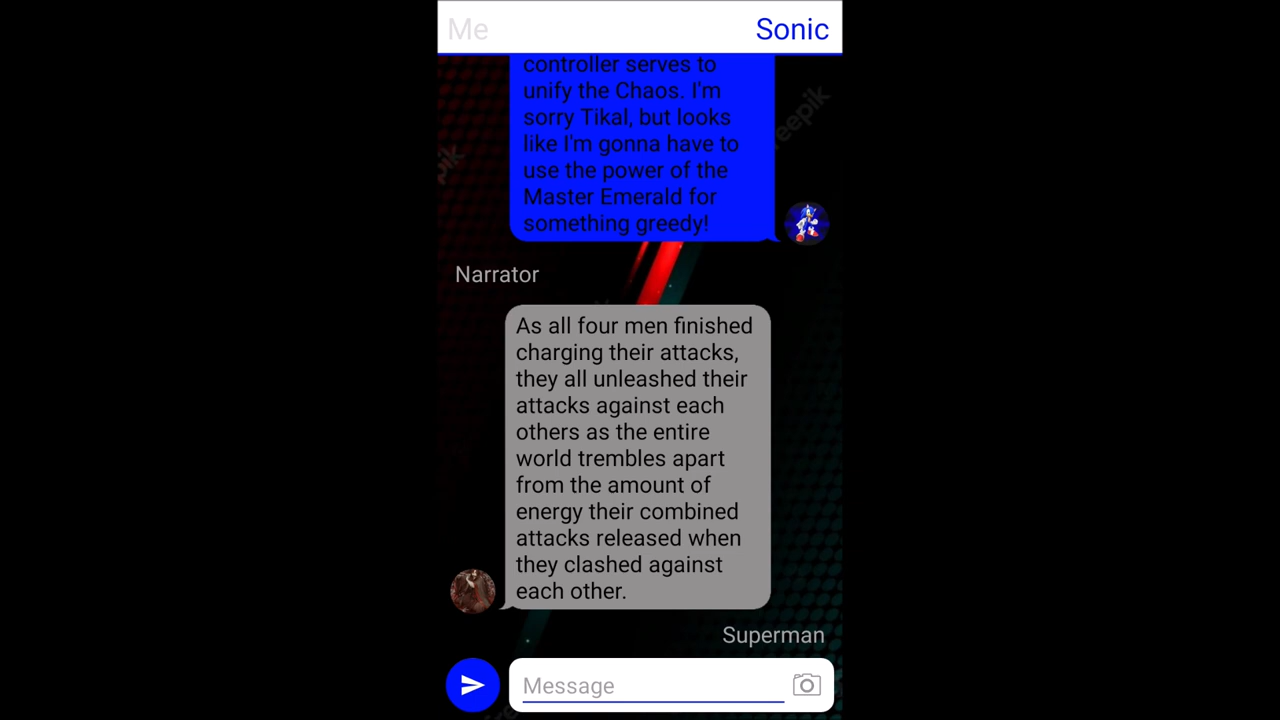 Me
Sonic
controller serves to
unify the Chaos. I'm
sorry Tikal, but looks
like I'm gonna have to
use the power of the
Master Emerald for
something greedy!
Narrator
As all four men finished
charging their attacks,
they all unleashed their
attacks against each
others as the entire
world trembles apart
from the amount of
energy their combined
attacks released when
they clashed against
each other.
Superman
Message